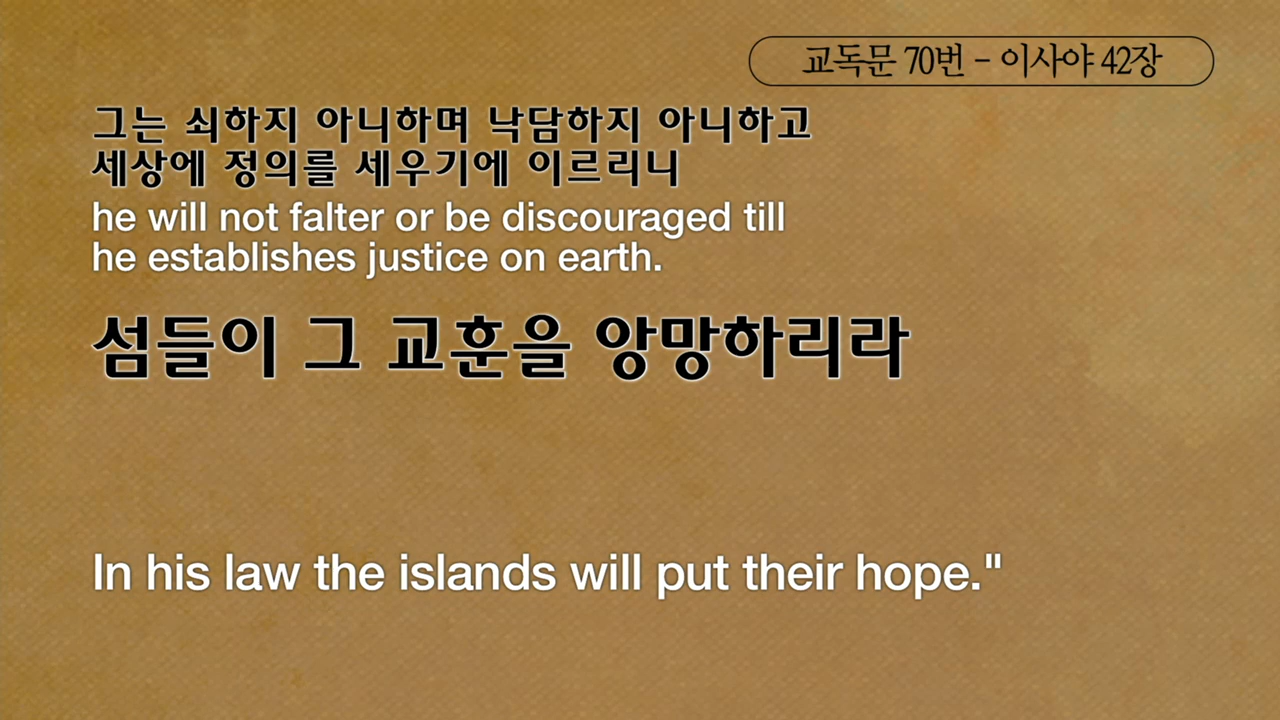 교독문 70번 - 이사야 42장
그는 쇠하지 아니하며 낙담하지 아니하고
세상에 정의를 세우기에 이르리니
he will not falter or be discouraged till
he establishes justice on earth.
섬들이 그 교훈을 앙망하리라
In his law the islands will put their hope."